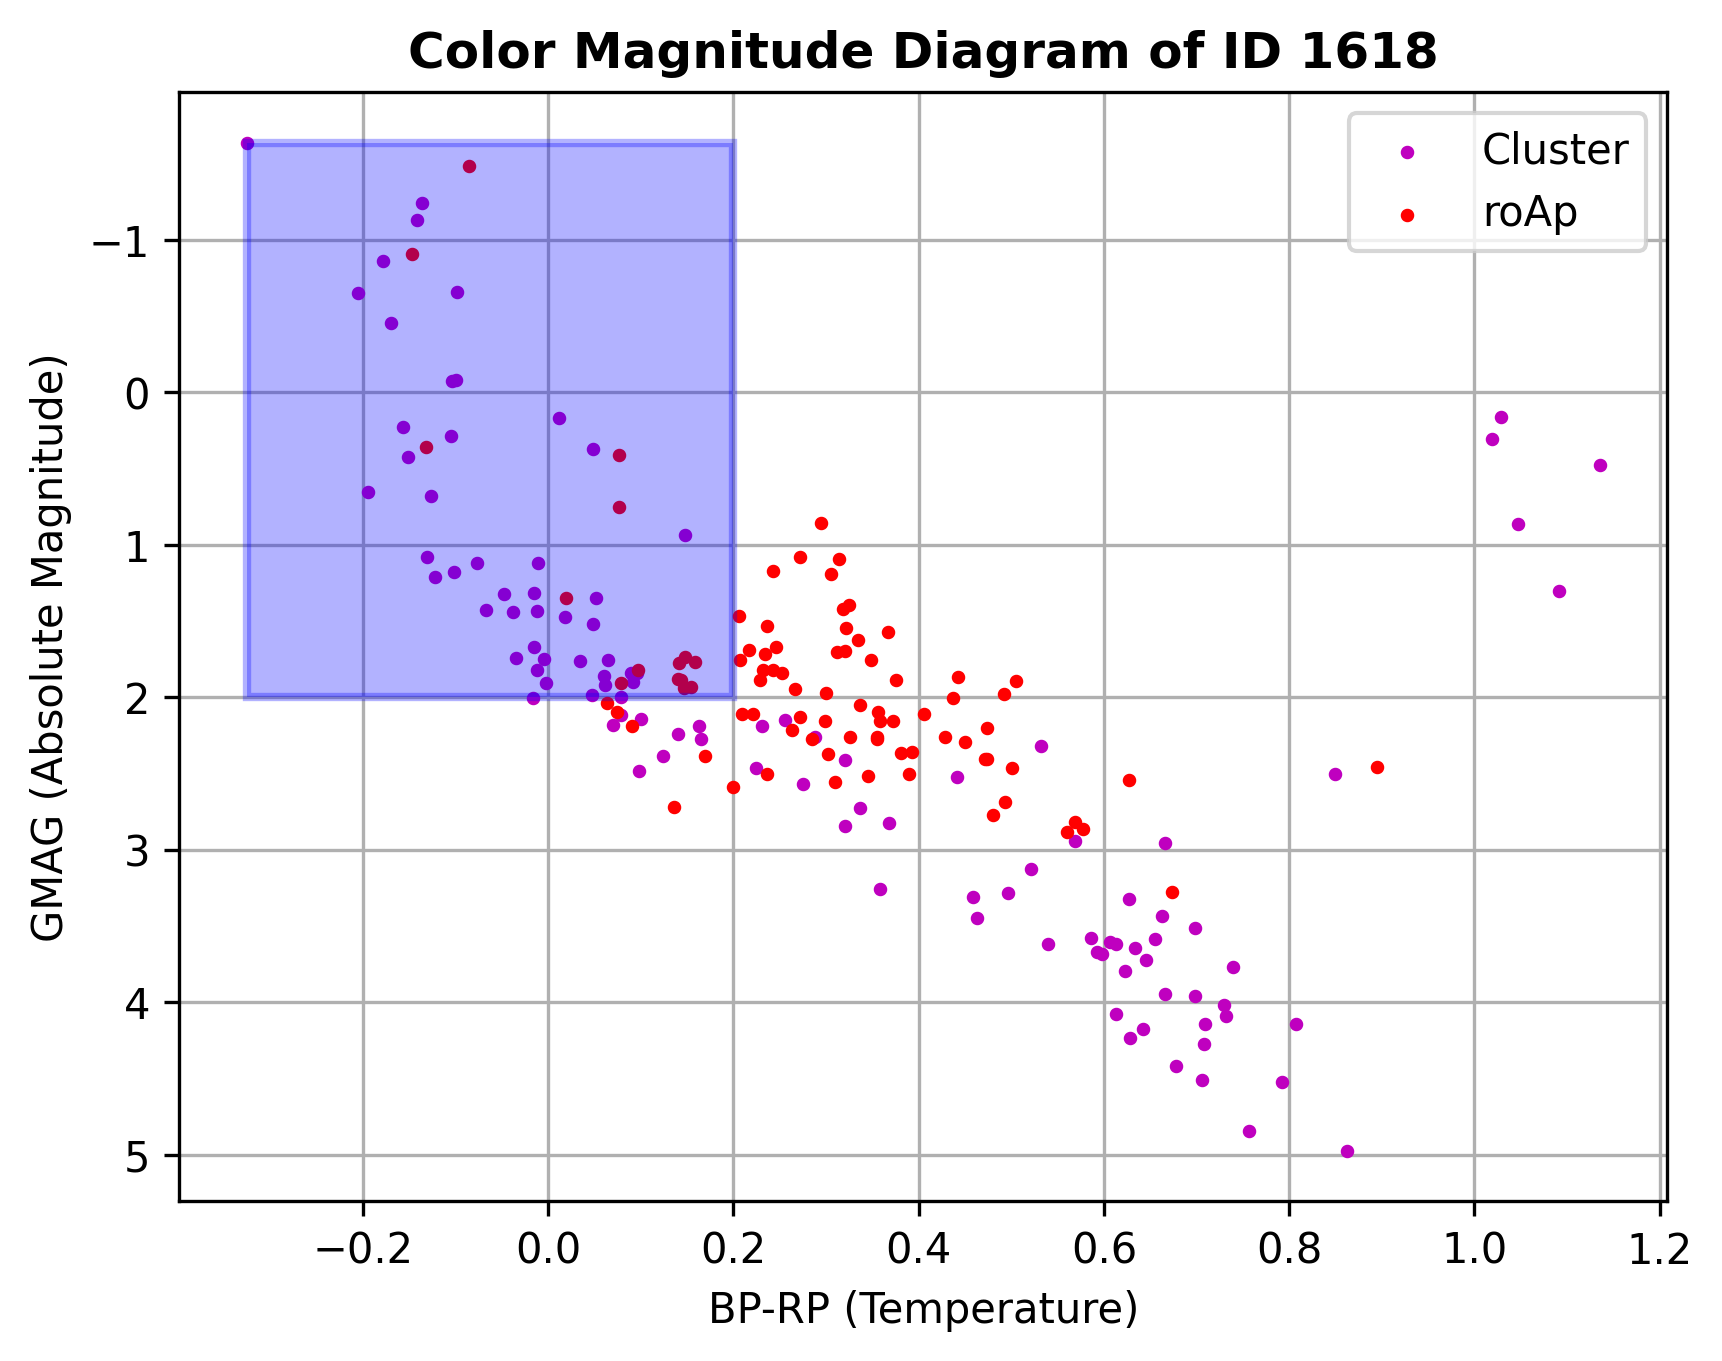 Color Magnitude Diagram of ID 1618
Cluster
roAp
GMAG (Absolute Magnitude)
−1
0
1
2
3
4
5
−0.2 0.0 0.2 0.4 0.6 0.8 1.0 1.2
BP-RP (Temperature)